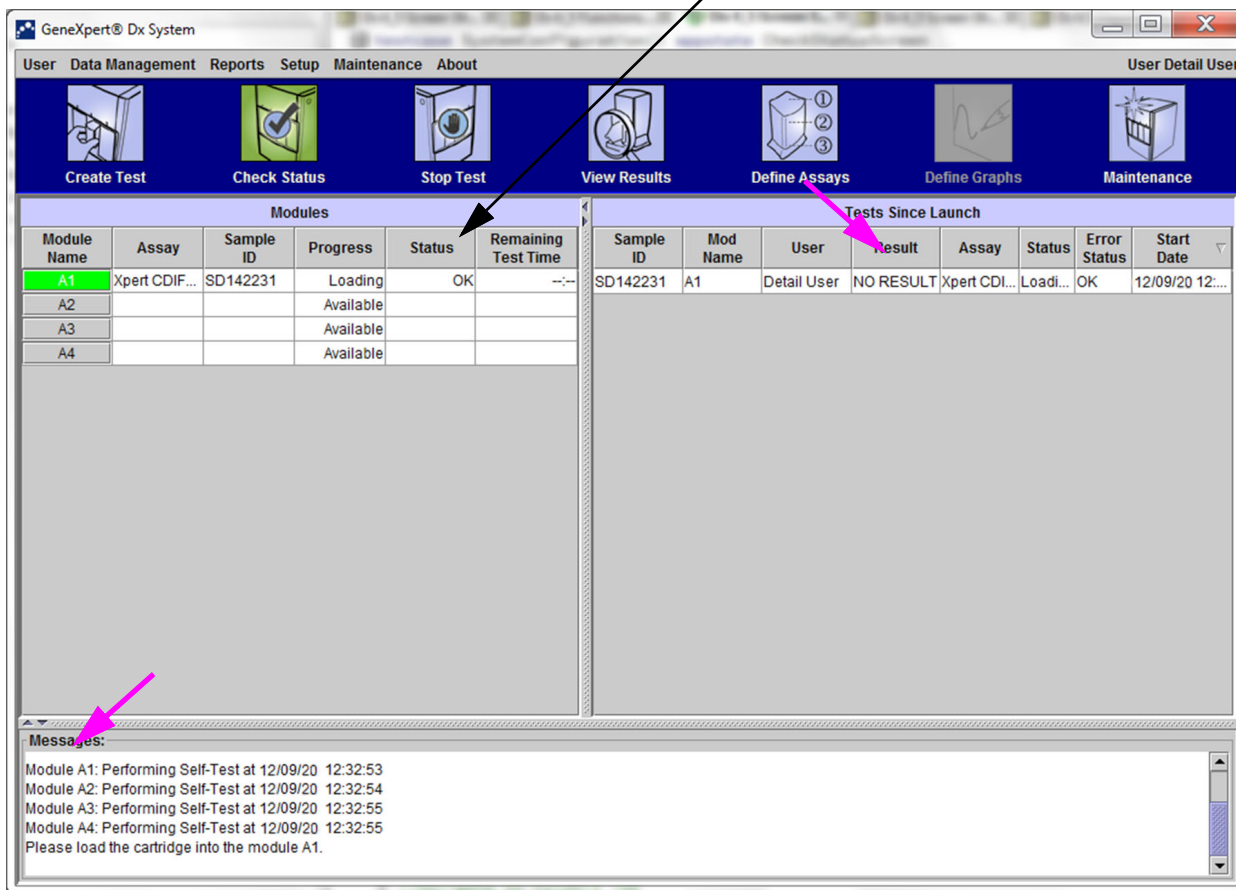 GeneXpert® Dx System
User Data Management Reports Setup Maintenance About User Detail User
Create Test Check Status Stop Test View Results Define Assays Define Graphs Maintenance
Modules
Module Name Assay Sample ID Progress Status Remaining Test Time
A1 Xpert CDIF... SD142231 Loading OK --:--
A2 Available
A3 Available
A4 Available
Tests Since Launch
Sample ID Mod Name User Result Assay Status Error Status Start Date
SD142231 A1 Detail User NO RESULT Xpert CDI... Loadi... OK 12/09/20 12:...
Messages:
Module A1: Performing Self-Test at 12/09/20 12:32:53
Module A2: Performing Self-Test at 12/09/20 12:32:54
Module A3: Performing Self-Test at 12/09/20 12:32:55
Module A4: Performing Self-Test at 12/09/20 12:32:55
Please load the cartridge into the module A1.